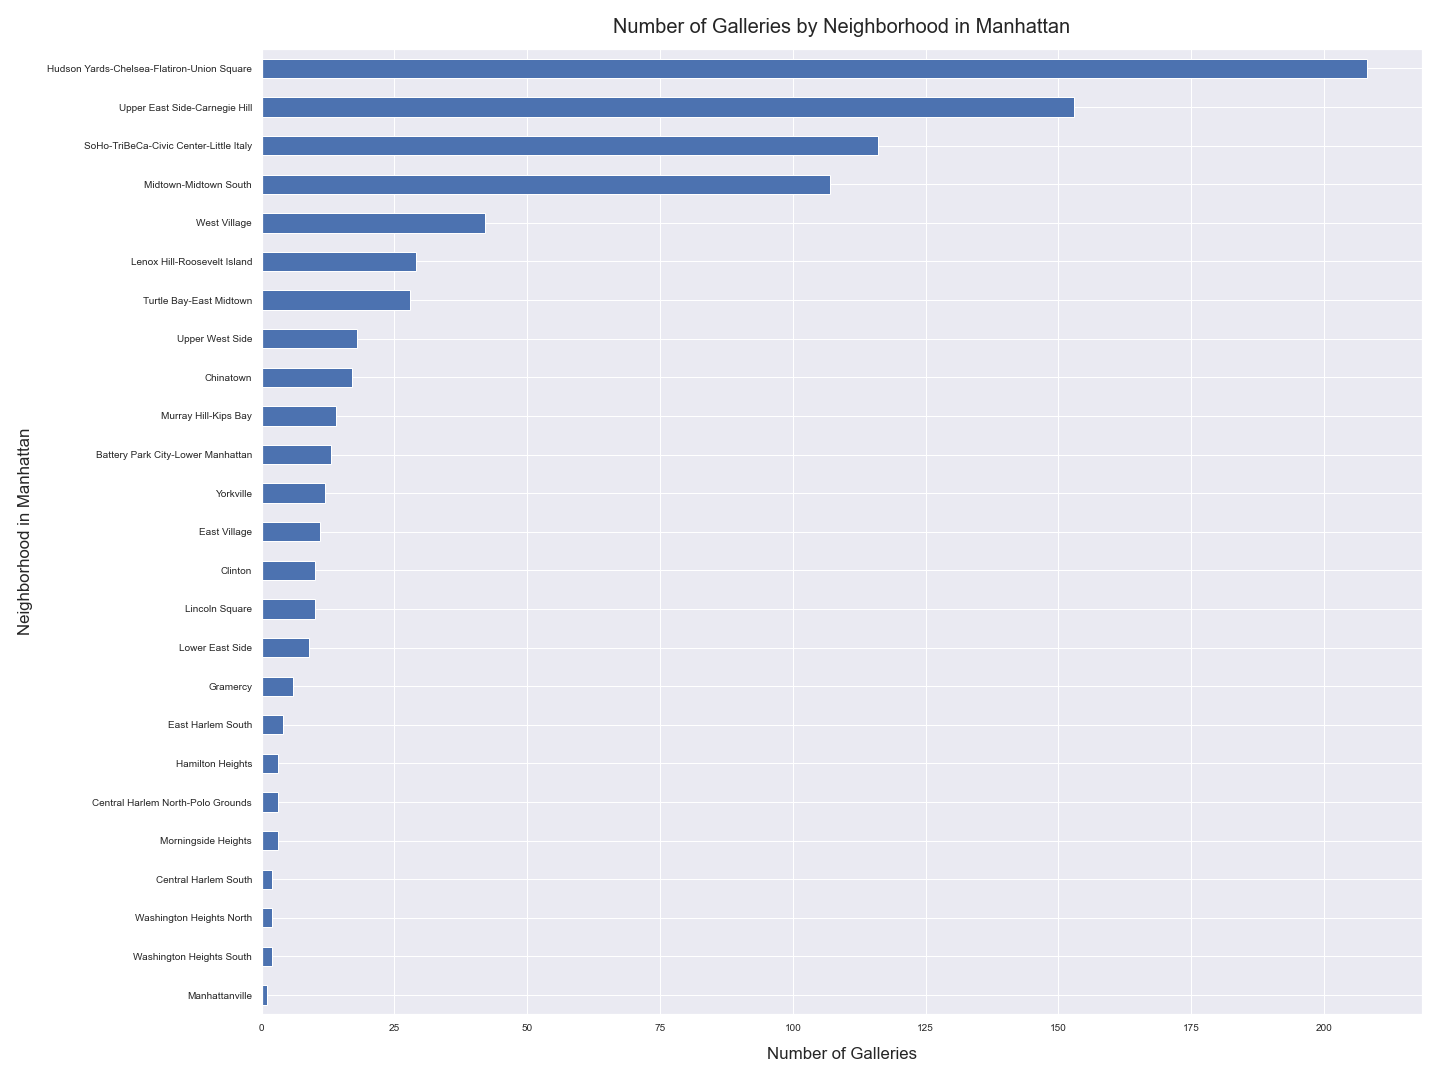 Number of Galleries by Neighborhood in Manhattan
Hudson Yards-Chelsea-Flatiron-Union Square
Upper East Side-Carnegie Hill
SoHo-TriBeCa-Civic Center-Little Italy
Midtown-Midtown South
West Village
Lenox Hill-Roosevelt Island
Turtle Bay-East Midtown
Upper West Side
Chinatown
Murray Hill-Kips Bay
Battery Park City-Lower Manhattan
Yorkville
East Village
Clinton
Lincoln Square
Lower East Side
Gramercy
East Harlem South
Hamilton Heights
Central Harlem North-Polo Grounds
Morningside Heights
Central Harlem South
Washington Heights North
Washington Heights South
Manhattanville
Neighborhood in Manhattan
0 25 50 75 100 125 150 175 200
Number of Galleries